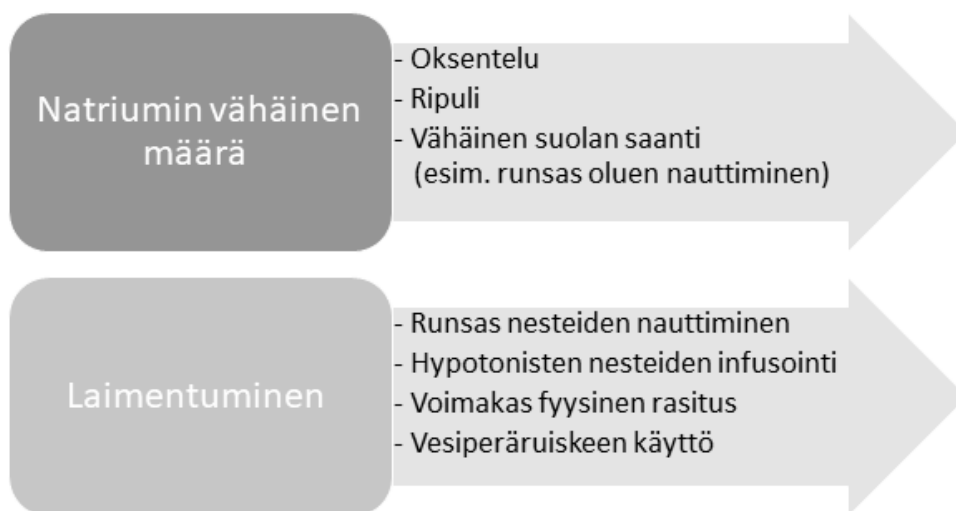 Natriumin vähäinen
määrä
- Oksentelu
- Ripuli
- Vähäinen suolan saanti
(esim. runsas oluen nauttiminen)
Laimentuminen
- Runsas nesteiden nauttiminen
- Hypotonisten nesteiden infusointi
- Voimakas fyysinen rasitus
- Vesiperäruiskeen käyttö